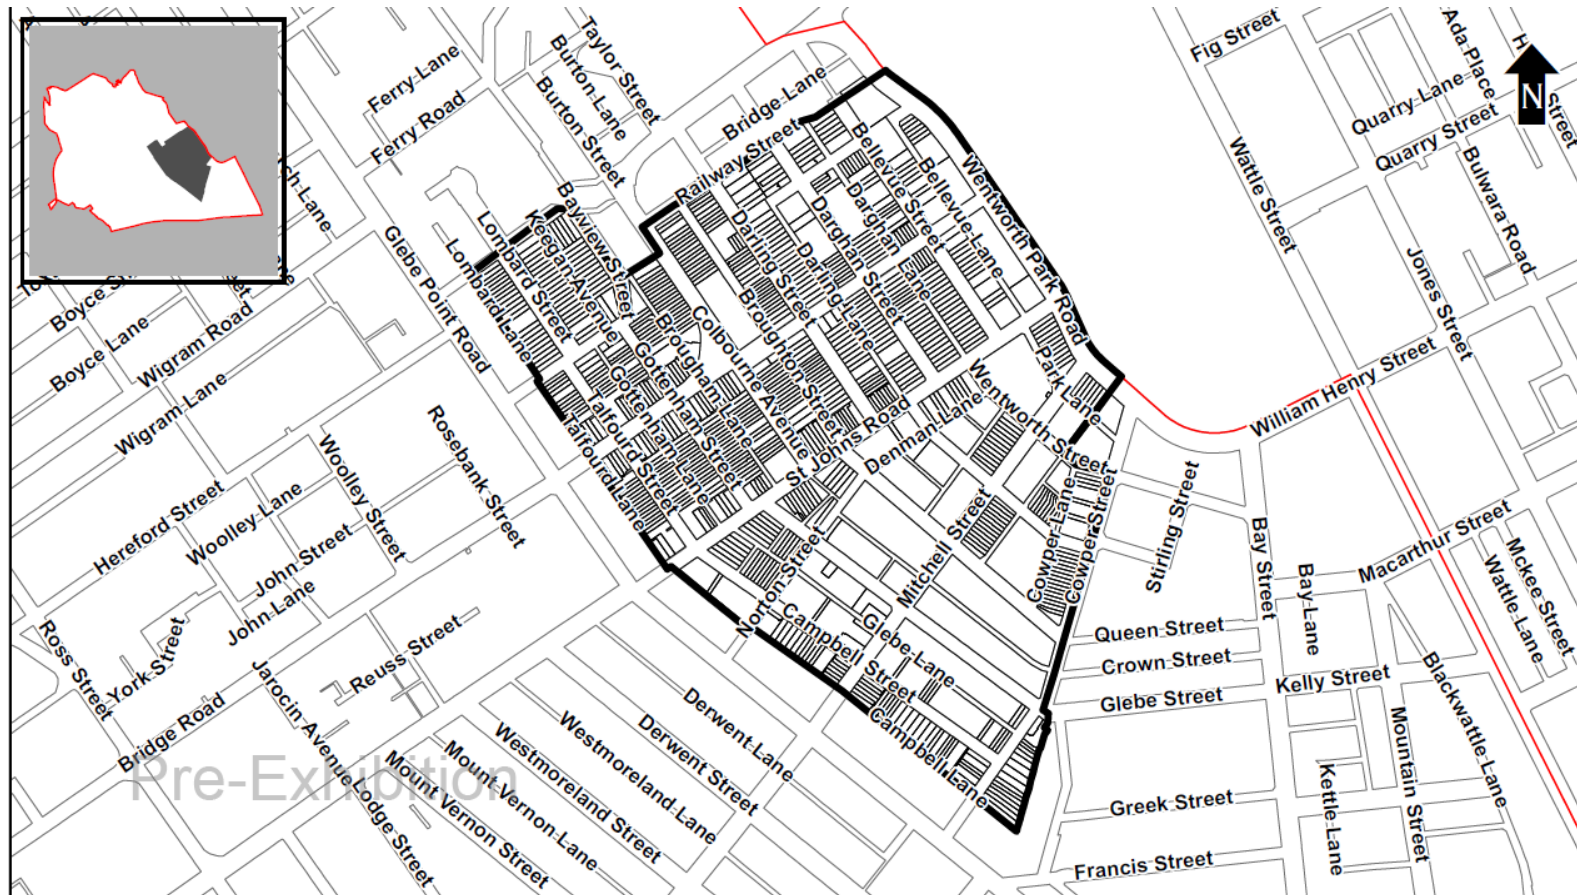 Fig Street
Ada Place
Street
N
Quarry Lane
Quarry Street
Bulwara Road
Wattle Street
Jones Street
William Henry Street
Taylor Street
Burton Lane
Burton Street
Ferry Lane
Ferry Road
Bridge Lane
Railway Street
Bellevue Street
Bellevue Lane
Wentworth Park Road
Darghan Lane
Darghan Street
Daring Street
Daring Lane
Bayview Street
Keegan Avenue
Lombard Street
Lombard Lane
Glebe Point Road
Boyce Lane
Wigram Road
Wigram Lane
Colbourne Avenue
Broughton Street
Brougham Lane
Gottenham Street
Gottenham Lane
Talfourd Street
Talfourd Lane
St Johns Road
Denman Lane
Wentworth Street
Park Lane
Rosebank Street
Woolley Street
Woolley Lane
Hereford Street
John Street
John Lane
York Street
Ross Street
Reuss Street
Bridge Road
Jarocin Avenue
Lodge Street
Cowper Lane
Cowper Street
Stirling Street
Bay Street
Bay Lane
Macarthur Street
Mckee Street
Wattle Lane
Mitchell Street
Norton Street
Campbell Street
Glebe Lane
Campbell Lane
Queen Street
Crown Street
Glebe Street
Kelly Street
Blackwattle Lane
Mountain Street
Kettle Lane
Greek Street
Francis Street
Derwent Lane
Derwent Street
Westmoreland Lane
Westmoreland Street
Mount Vernon Lane
Mount Vernon Street
Pre-Exhibition